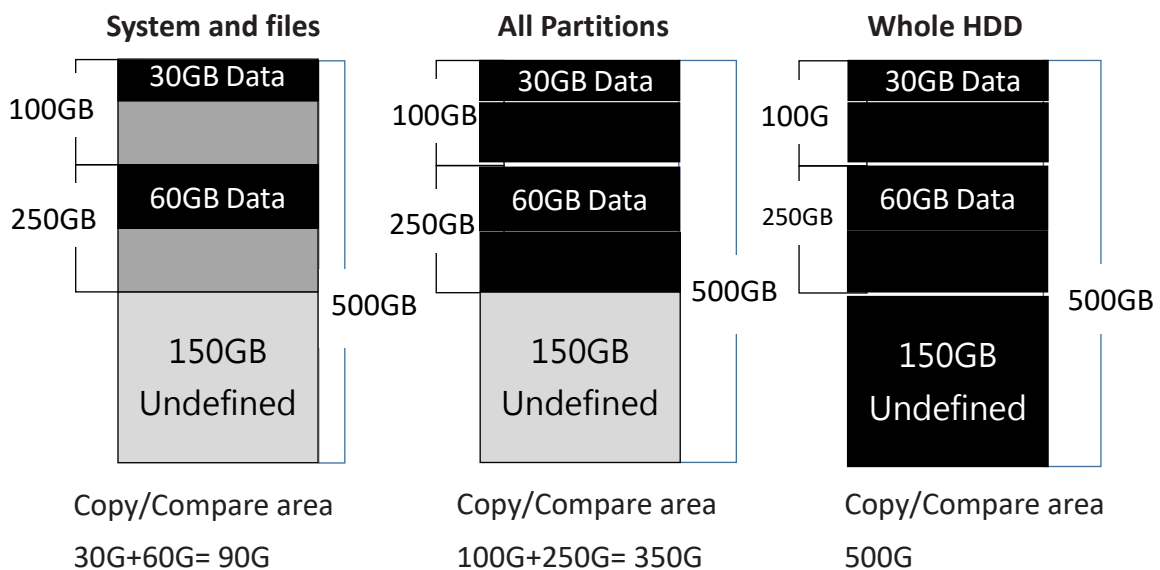 System and files
30GB Data
100GB
60GB Data
250GB
500GB
150GB
Undefined
Copy/Compare area
30G+60G= 90G
All Partitions
30GB Data
100GB
60GB Data
250GB
500GB
150GB
Undefined
Copy/Compare area
100G+250G= 350G
Whole HDD
30GB Data
100G
60GB Data
250GB
500GB
150GB
Undefined
Copy/Compare area
500G